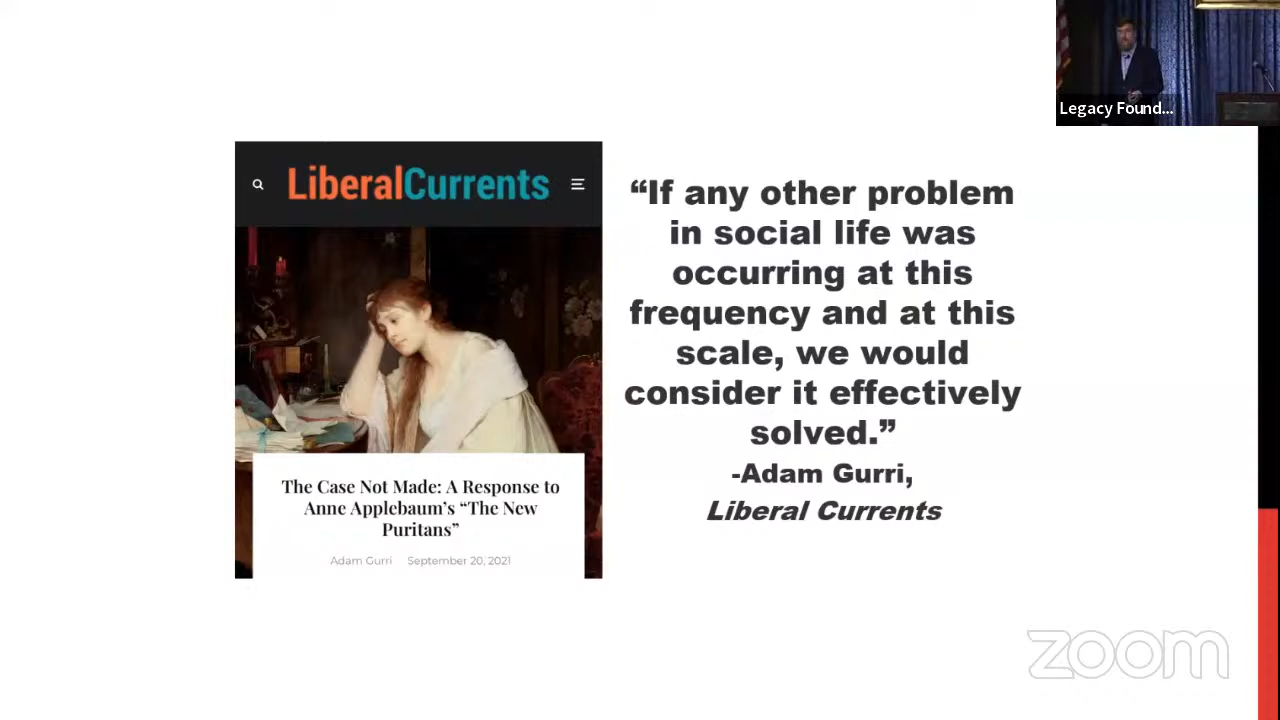 Legacy Found...
LiberalCurrents
“If any other problem
in social life was
occurring at this
frequency and at this
scale, we would
consider it effectively
solved.”
-Adam Gurri,
Liberal Currents
The Case Not Made: A Response to
Anne Applebaum’s “The New
Puritans”
Adam Gurri September 20, 2021
zoom